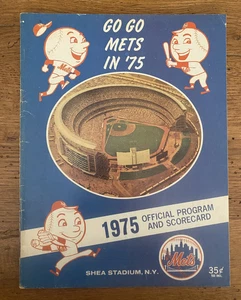 GO GO
METS
IN '75
1975 OFFICIAL PROGRAM
AND SCORECARD
Mets
35¢
SHEA STADIUM, N.Y.